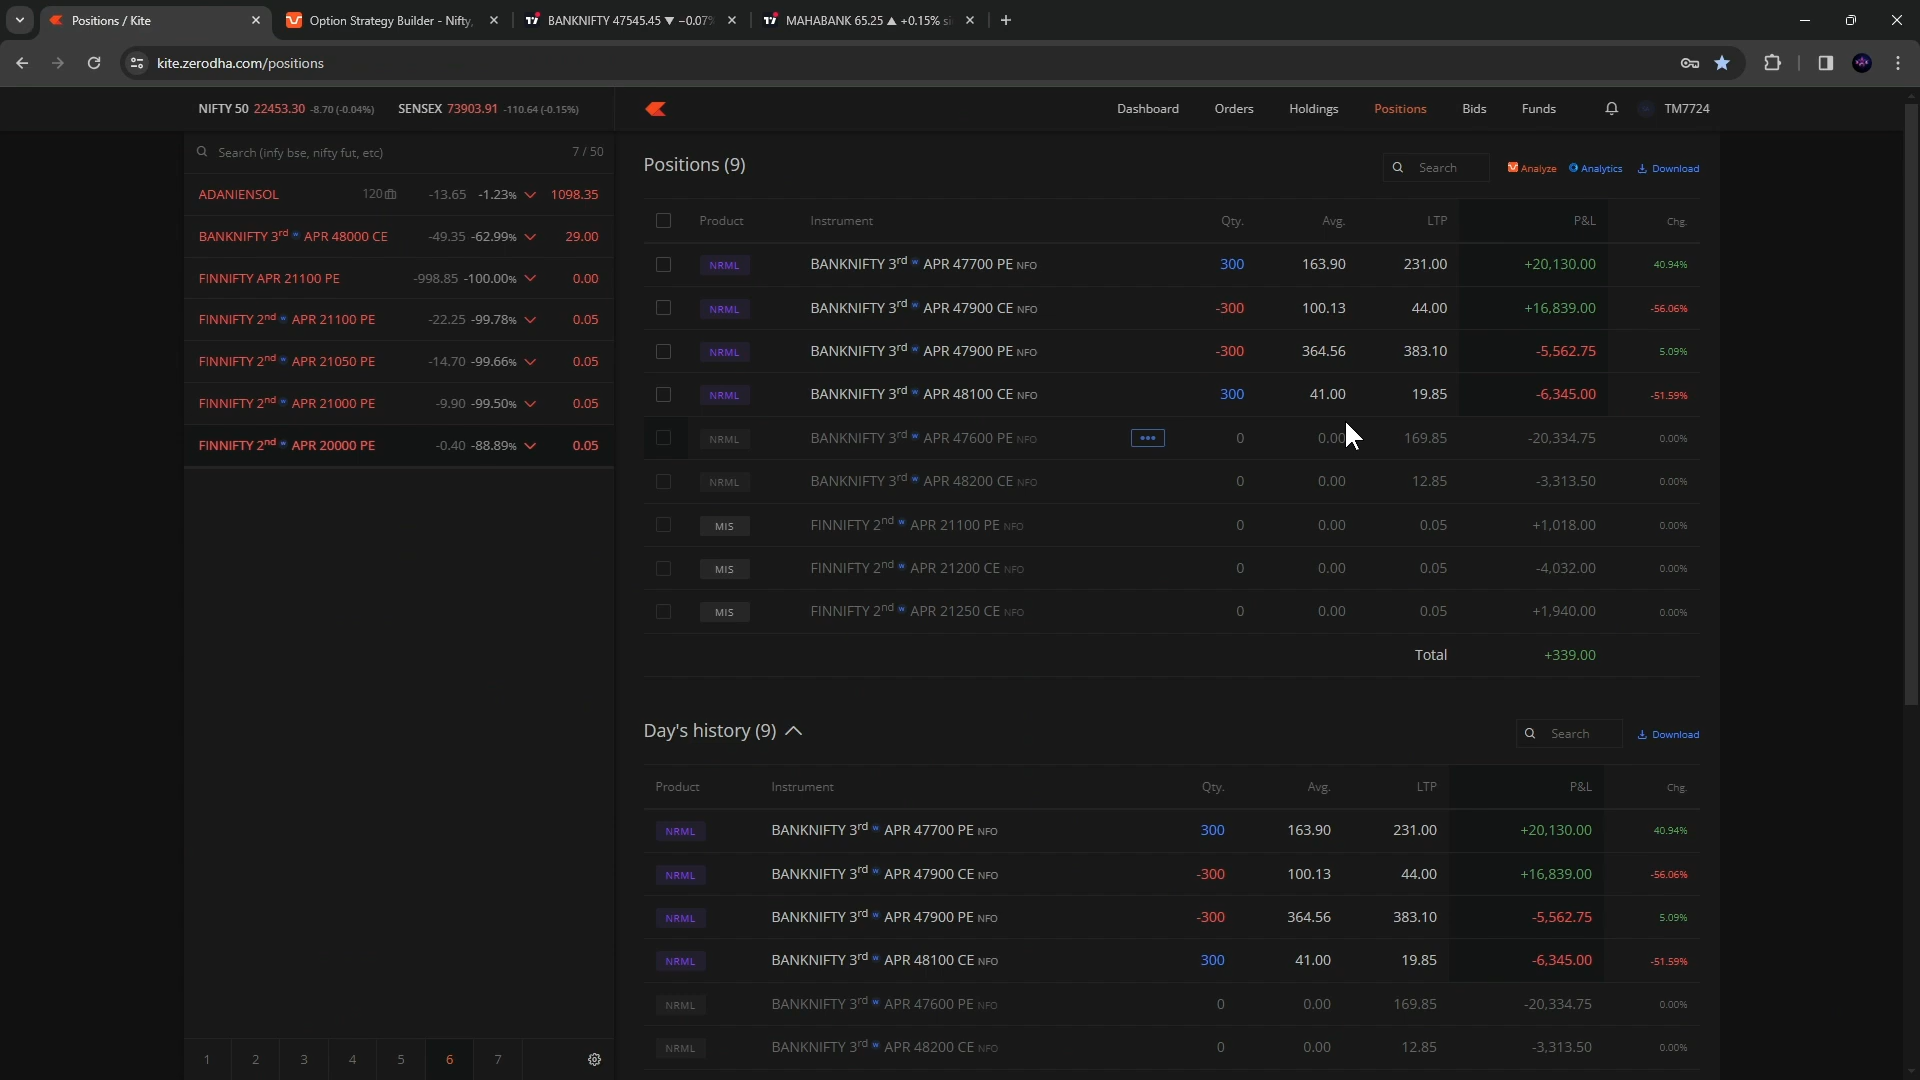 Positions / Kite
Option Strategy Builder - Nifty,
BANKNIFTY 47545.45 ▼ −0.07%
MAHABANK 65.25 ▲ +0.15%
kite.zerodha.com/positions
NIFTY 50 22453.30 -8.70 (-0.04%) SENSEX 73903.91 -110.64 (-0.15%)
Dashboard Orders Holdings Positions Bids Funds TM7724
Search (infy bse, nifty fut, etc) 7 / 50
ADANIENSOL 120 -13.65 -1.23% 1098.35
BANKNIFTY 3rd w APR 48000 CE -49.35 -62.99% 29.00
FINNIFTY APR 21100 PE -998.85 -100.00% 0.00
FINNIFTY 2nd w APR 21100 PE -22.25 -99.78% 0.05
FINNIFTY 2nd w APR 21050 PE -14.70 -99.66% 0.05
FINNIFTY 2nd w APR 21000 PE -9.90 -99.50% 0.05
FINNIFTY 2nd w APR 20000 PE -0.40 -88.89% 0.05
1 2 3 4 5 6 7
Positions (9) Search Analyze Analytics Download
Product Instrument Qty. Avg. LTP P&L Chg.
NRML BANKNIFTY 3rd w APR 47700 PE NFO 300 163.90 231.00 +20,130.00 40.94%
NRML BANKNIFTY 3rd w APR 47900 CE NFO -300 100.13 44.00 +16,839.00 -56.06%
NRML BANKNIFTY 3rd w APR 47900 PE NFO -300 364.56 383.10 -5,562.75 5.09%
NRML BANKNIFTY 3rd w APR 48100 CE NFO 300 41.00 19.85 -6,345.00 -51.59%
NRML BANKNIFTY 3rd w APR 47600 PE NFO ••• 0 0.00 169.85 -20,334.75 0.00%
NRML BANKNIFTY 3rd w APR 48200 CE NFO 0 0.00 12.85 -3,313.50 0.00%
MIS FINNIFTY 2nd w APR 21100 PE NFO 0 0.00 0.05 +1,018.00 0.00%
MIS FINNIFTY 2nd w APR 21200 CE NFO 0 0.00 0.05 -4,032.00 0.00%
MIS FINNIFTY 2nd w APR 21250 CE NFO 0 0.00 0.05 +1,940.00 0.00%
Total +339.00
Day's history (9) Search Download
Product Instrument Qty. Avg. LTP P&L Chg.
NRML BANKNIFTY 3rd w APR 47700 PE NFO 300 163.90 231.00 +20,130.00 40.94%
NRML BANKNIFTY 3rd w APR 47900 CE NFO -300 100.13 44.00 +16,839.00 -56.06%
NRML BANKNIFTY 3rd w APR 47900 PE NFO -300 364.56 383.10 -5,562.75 5.09%
NRML BANKNIFTY 3rd w APR 48100 CE NFO 300 41.00 19.85 -6,345.00 -51.59%
NRML BANKNIFTY 3rd w APR 47600 PE NFO 0 0.00 169.85 -20,334.75 0.00%
NRML BANKNIFTY 3rd w APR 48200 CE NFO 0 0.00 12.85 -3,313.50 0.00%